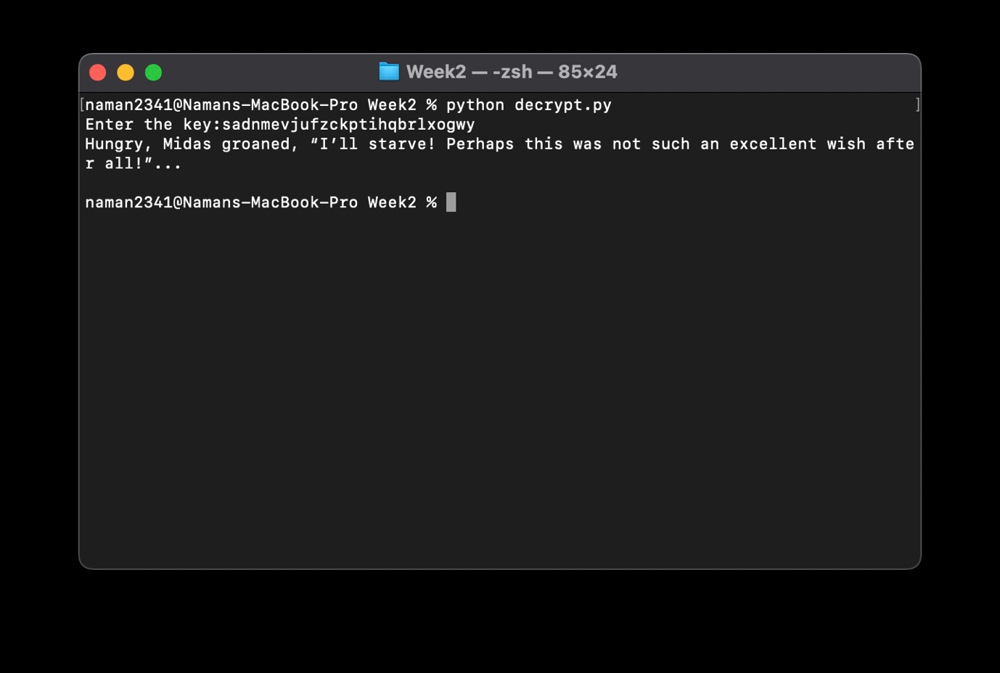 Week2 — -zsh — 85×24
[naman2341@Namans-MacBook-Pro Week2 % python decrypt.py ]
Enter the key:sadnmevjufzckptihqbrlxogwy
Hungry, Midas groaned, “I’ll starve! Perhaps this was not such an excellent wish afte
r all!”...
naman2341@Namans-MacBook-Pro Week2 %